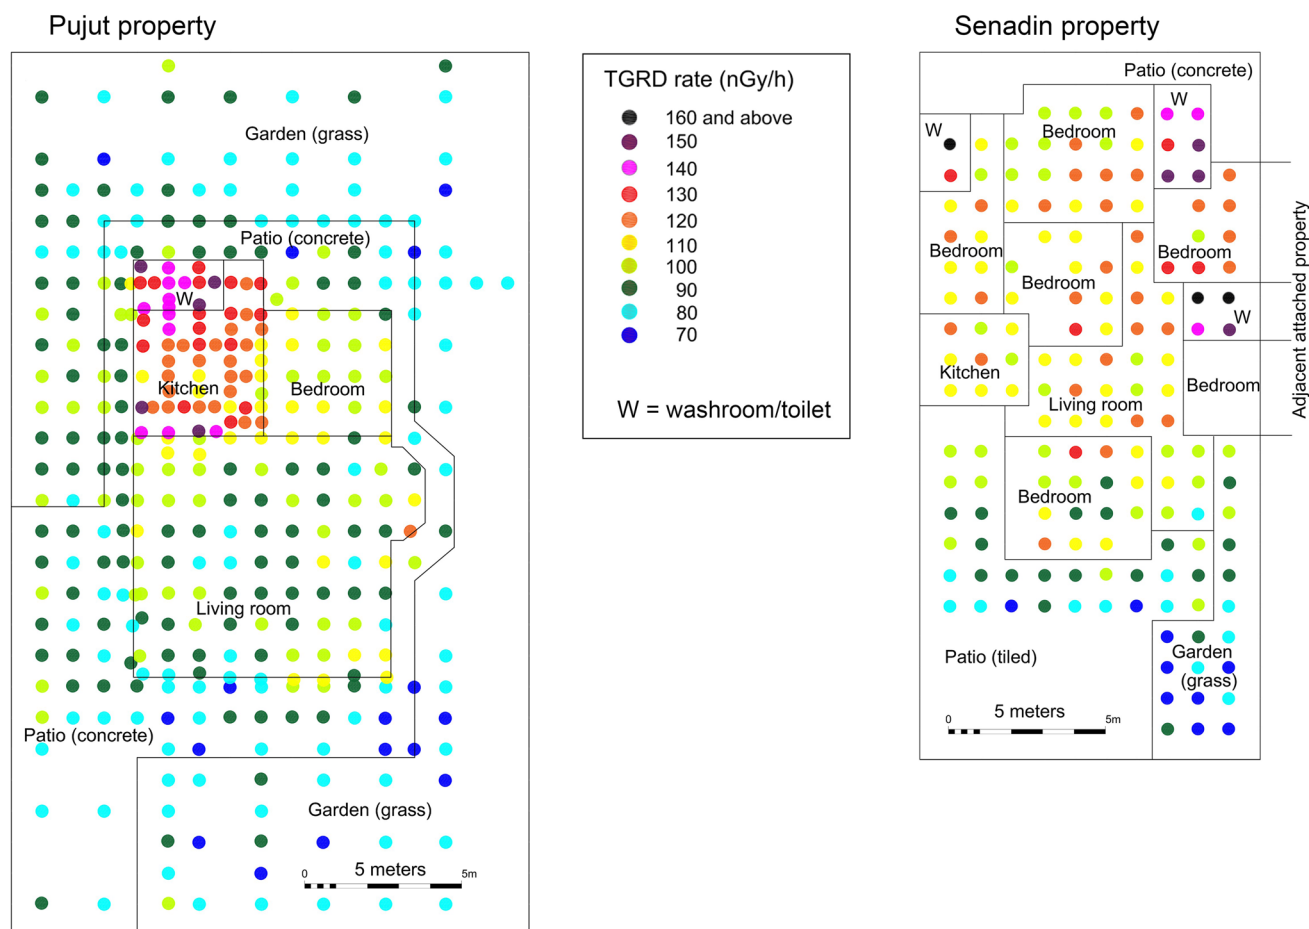 Pujut property
Senadin property
Garden (grass)
Patio (concrete)
W
Kitchen
Bedroom
Living room
Patio (concrete)
Garden (grass)
0
5 meters
5m
TGRD rate (nGy/h)
160 and above
150
140
130
120
110
100
90
80
70
W = washroom/toilet
Patio (concrete)
W
W
Bedroom
Bedroom
Bedroom
Bedroom
W
Kitchen
Bedroom
Living room
Bedroom
Adjacent attached property
Patio (tiled)
Garden
(grass)
0
5 meters
5m